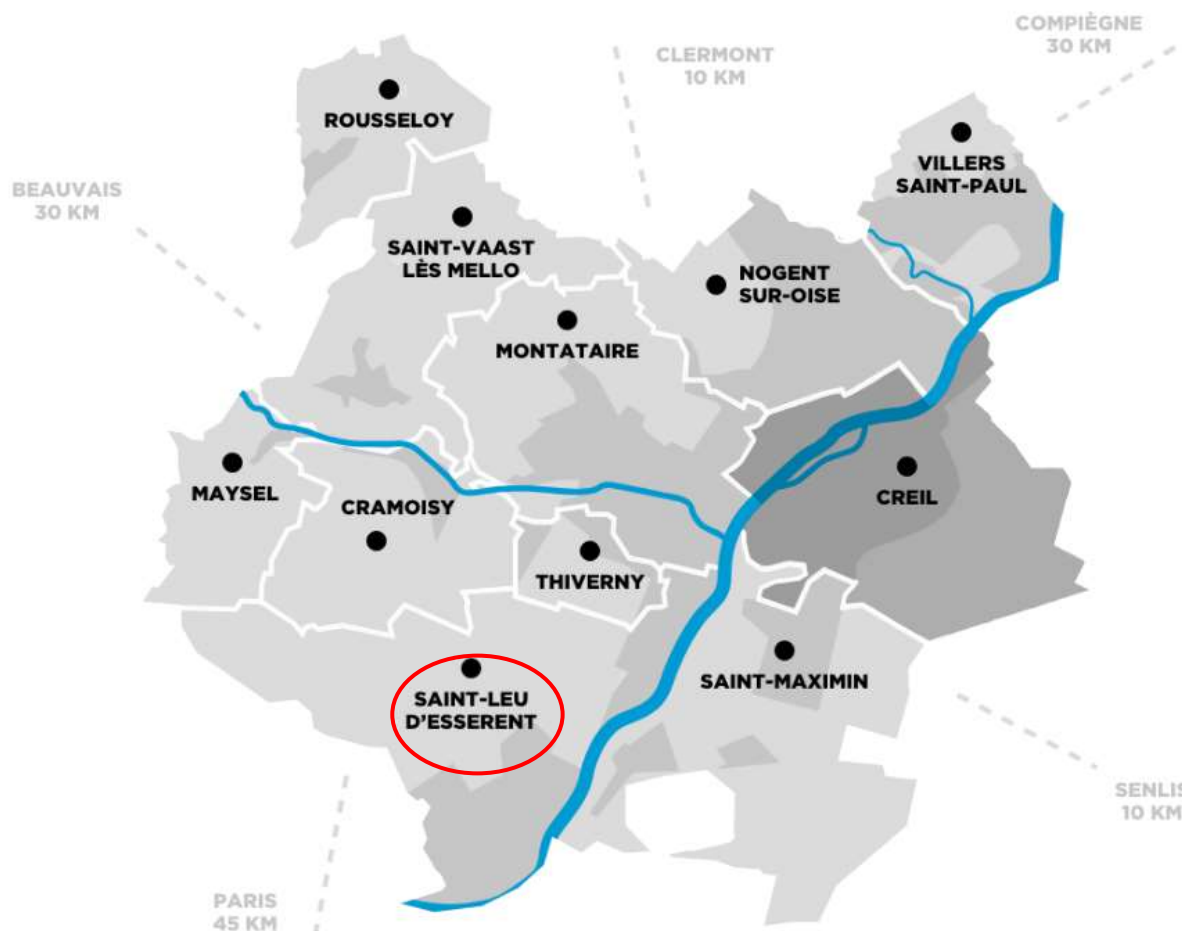 COMPIÈGNE
30 KM
CLERMONT
10 KM
ROUSSELOY
VILLERS
SAINT-PAUL
BEAUVAIS
30 KM
SAINT-VAAST
LÈS MELLO
NOGENT
SUR-OISE
MONTATAIRE
MAYSEL
CRAMOISY
CREIL
THIVERNY
SAINT-MAXIMIN
SAINT-LEU
D'ESSERENT
SENLIS
10 KM
PARIS
45 KM